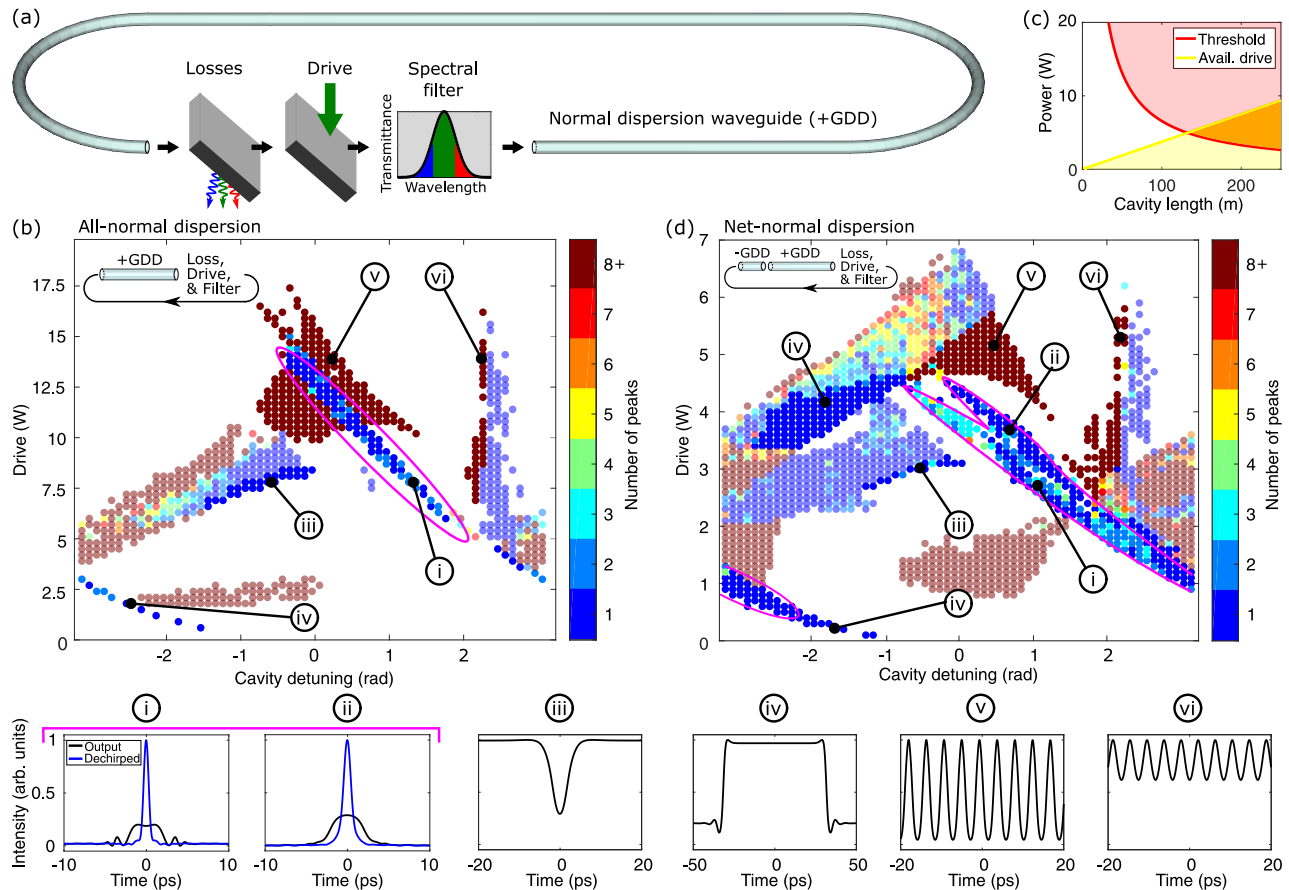 (a)
Losses
Drive
Spectral
filter
Transmittance
Wavelength
Normal dispersion waveguide (+GDD)
(c)
Power (W)
20
10
0
Threshold
Avail. drive
0
100
200
Cavity length (m)
(b)
All-normal dispersion
+GDD
Loss,
Drive,
& Filter
v
vi
iii
i
iv
Drive (W)
17.5
15
12.5
10
7.5
5
2.5
0
-2
-1
0
1
2
Cavity detuning (rad)
8+
7
6
5
4
3
2
1
Number of peaks
(d)
Net-normal dispersion
-GDD
+GDD
Loss,
Drive,
& Filter
v
vi
ii
iv
iii
i
iv
Drive (W)
7
6
5
4
3
2
1
0
-2
-1
0
1
2
Cavity detuning (rad)
8+
7
6
5
4
3
2
1
Number of peaks
i
ii
iii
iv
v
vi
Intensity (arb. units)
1
0.5
0
Output
Dechirped
-10
0
10
Time (ps)
-10
0
10
Time (ps)
-20
0
20
Time (ps)
-50
0
50
Time (ps)
-20
0
20
Time (ps)
-20
0
20
Time (ps)